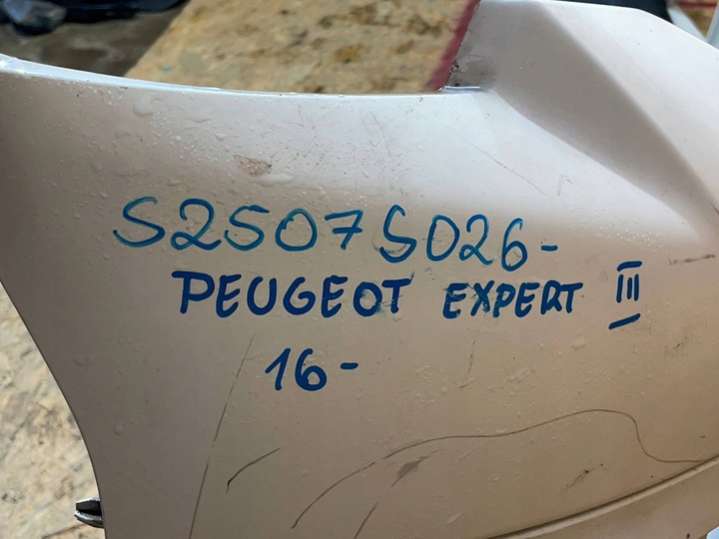 S2507S026-
PEUGEOT EXPERT III
16-